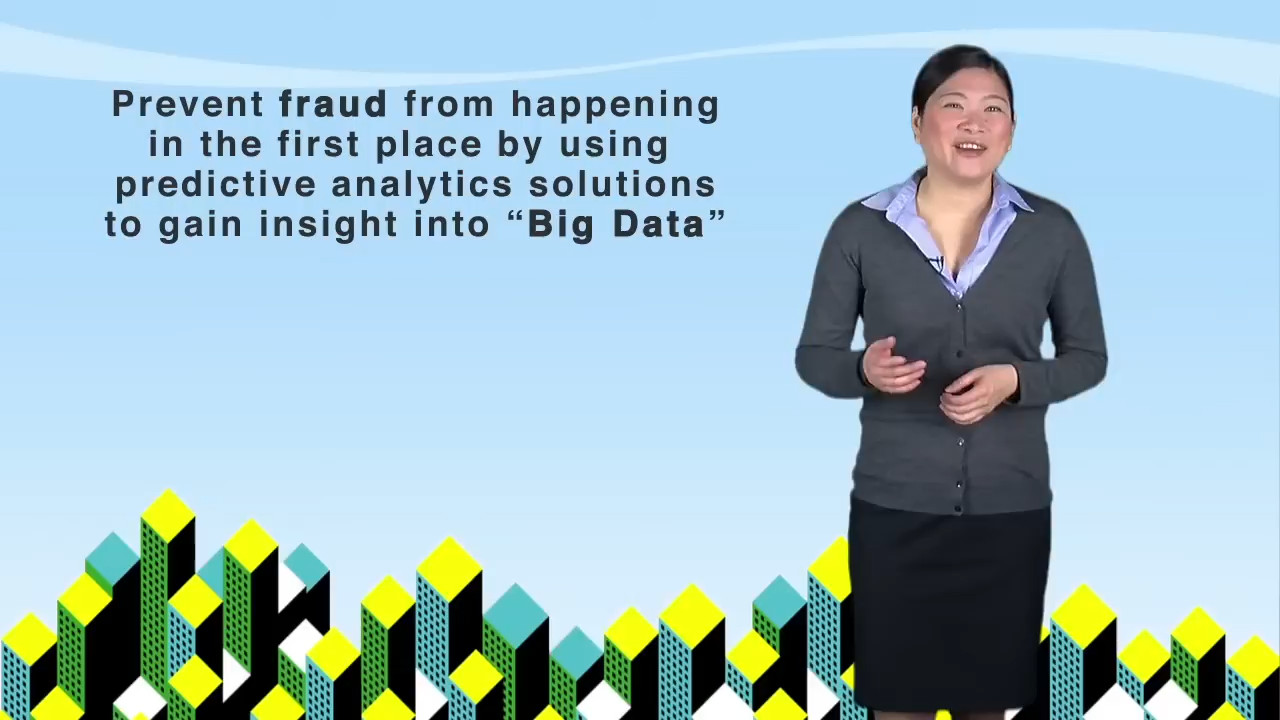 Prevent fraud from happening
in the first place by using
predictive analytics solutions
to gain insight into “Big Data”